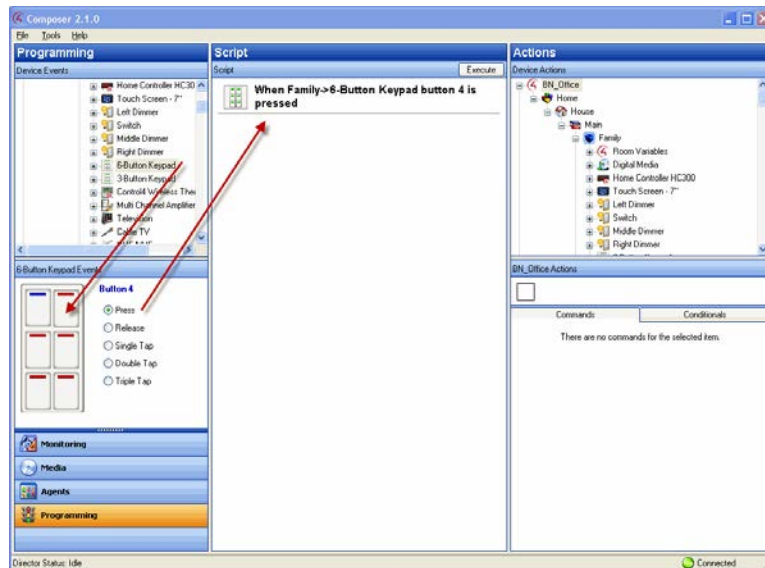 Composer 2.1.0
File Tools Help
Programming
Device Events
Home Controller HC30
Touch Screen - 7"
Left Dimmer
Switch
Middle Dimmer
Right Dimmer
6-Button Keypad
3-Button Keypad
Control4 Wireless Ther
Multi Channel Amplifier
Television
Cable TV
6-Button Keypad Events
Button 4
Press
Release
Single Tap
Double Tap
Triple Tap
Monitoring
Media
Agents
Programming
Script
Script
Execute
When Family->6-Button Keypad button 4 is
pressed
Actions
Device Actions
BN_Office
Home
House
Main
Family
Room Variables
Digital Media
Home Controller HC300
Touch Screen - 7"
Left Dimmer
Switch
Middle Dimmer
Right Dimmer
BN_Office Actions
Commands
Conditionals
There are no commands for the selected item.
Director Status: Idle
Connected